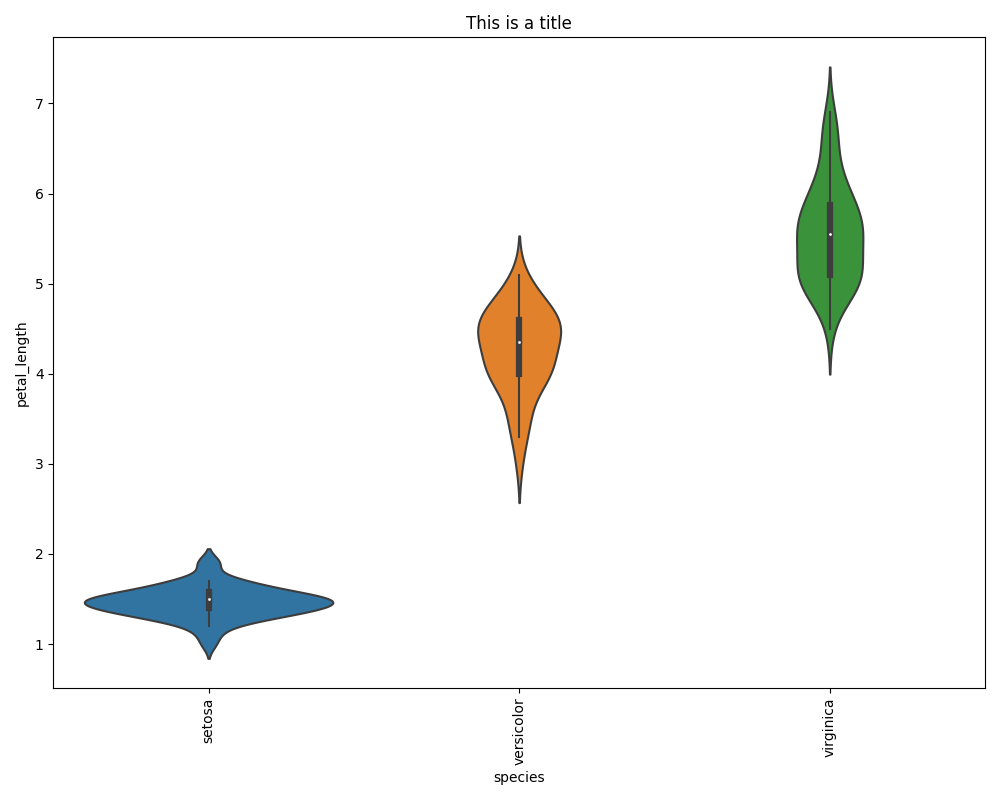 This is a title
petal_length
7
6
5
4
3
2
1
setosa
versicolor
virginica
species